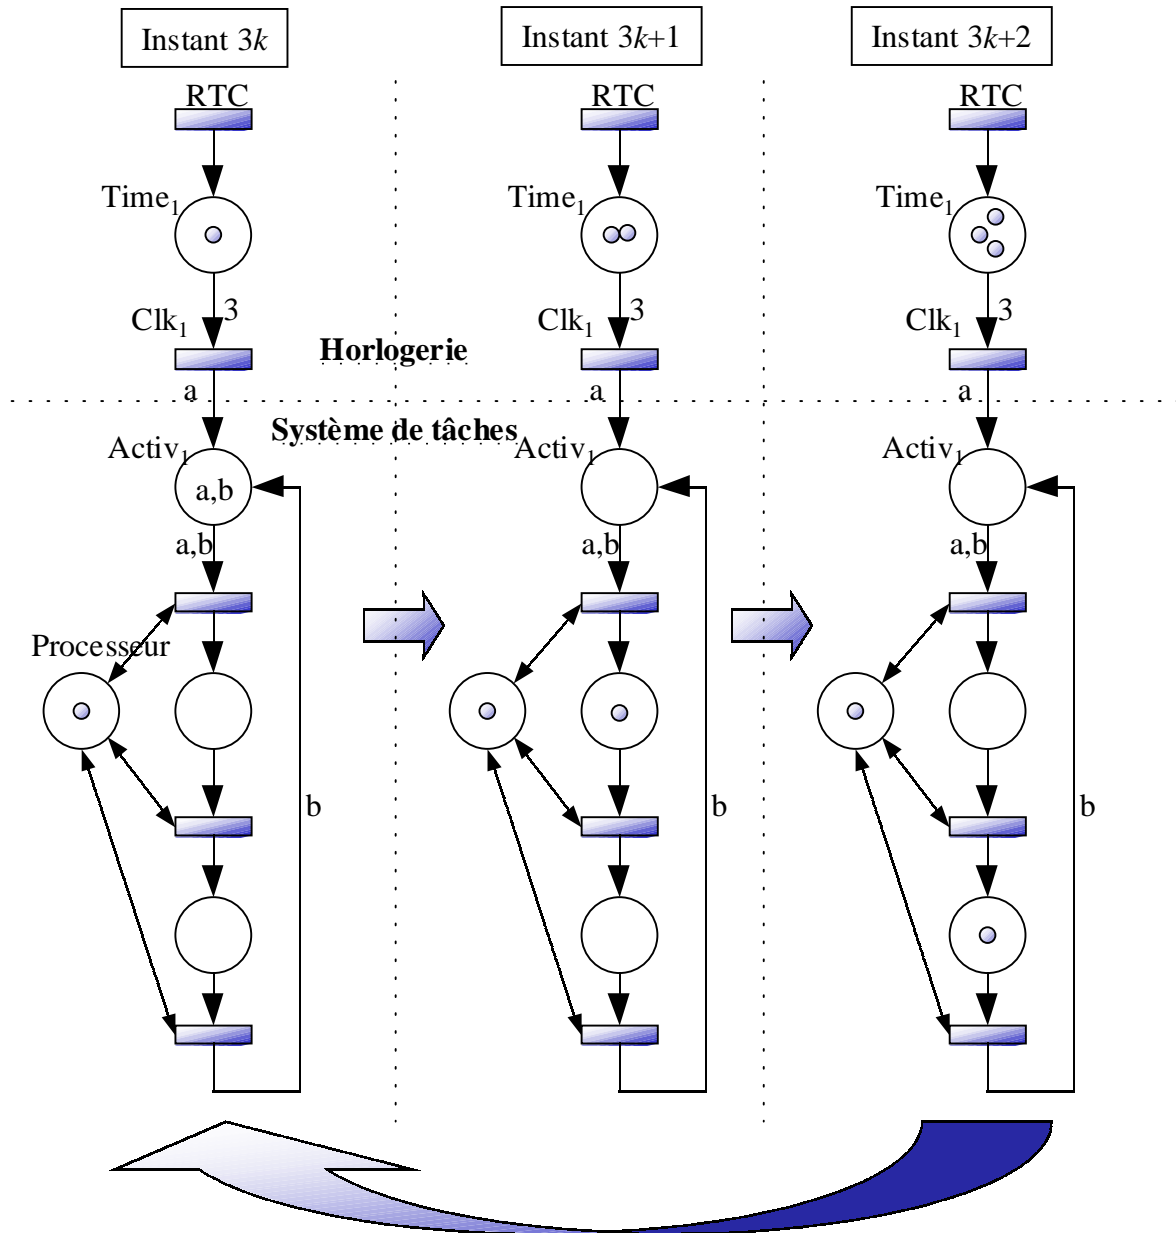 Instant 3k
Instant 3k+1
Instant 3k+2
RTC
RTC
RTC
Time1
Time1
Time1
3
3
3
Clk1
Clk1
Clk1
Horlogerie
a
a
a
Système de tâches
Activ1
Activ1
Activ1
a,b
a,b
a,b
a,b
Processeur
b
b
b